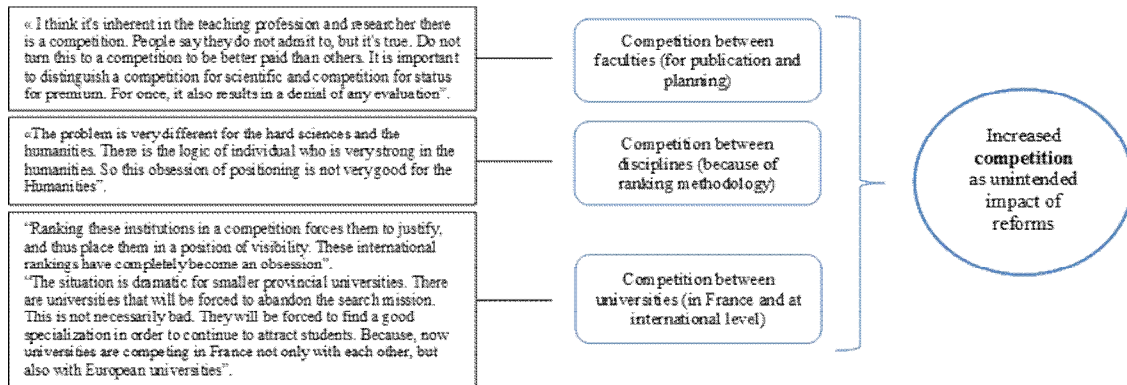 « I think it's inherent in the teaching profession and researcher there
is a competition. People say they do not admit to, but it's true. Do not
turn this to a competition to be better paid than others. It is important
to distinguish a competition for scientific and competition for status
for premium. For once, it also results in a denial of any evaluation”.
«The problem is very different for the hard sciences and the
humanities. There is the logic of individual who is very strong in the
humanities. So this obsession of positioning is not very good for the
Humanities”.
“Ranking these institutions in a competition forces them to justify,
and thus place them in a position of visibility. These international
rankings have completely become an obsession”.
“The situation is dramatic for smaller provincial universities. There
are universities that will be forced to abandon the search mission.
This is not necessarily bad. They will be forced to find a good
specialization in order to continue to attract students. Because, now
universities are competing in France not only with each other, but
also with European universities”.
Competition between
faculties (for publication and
planning)
Competition between
disciplines (because of
ranking methodology)
Competition between
universities (in France and at
international level)
Increased
competition
as unintended
impact of
reforms